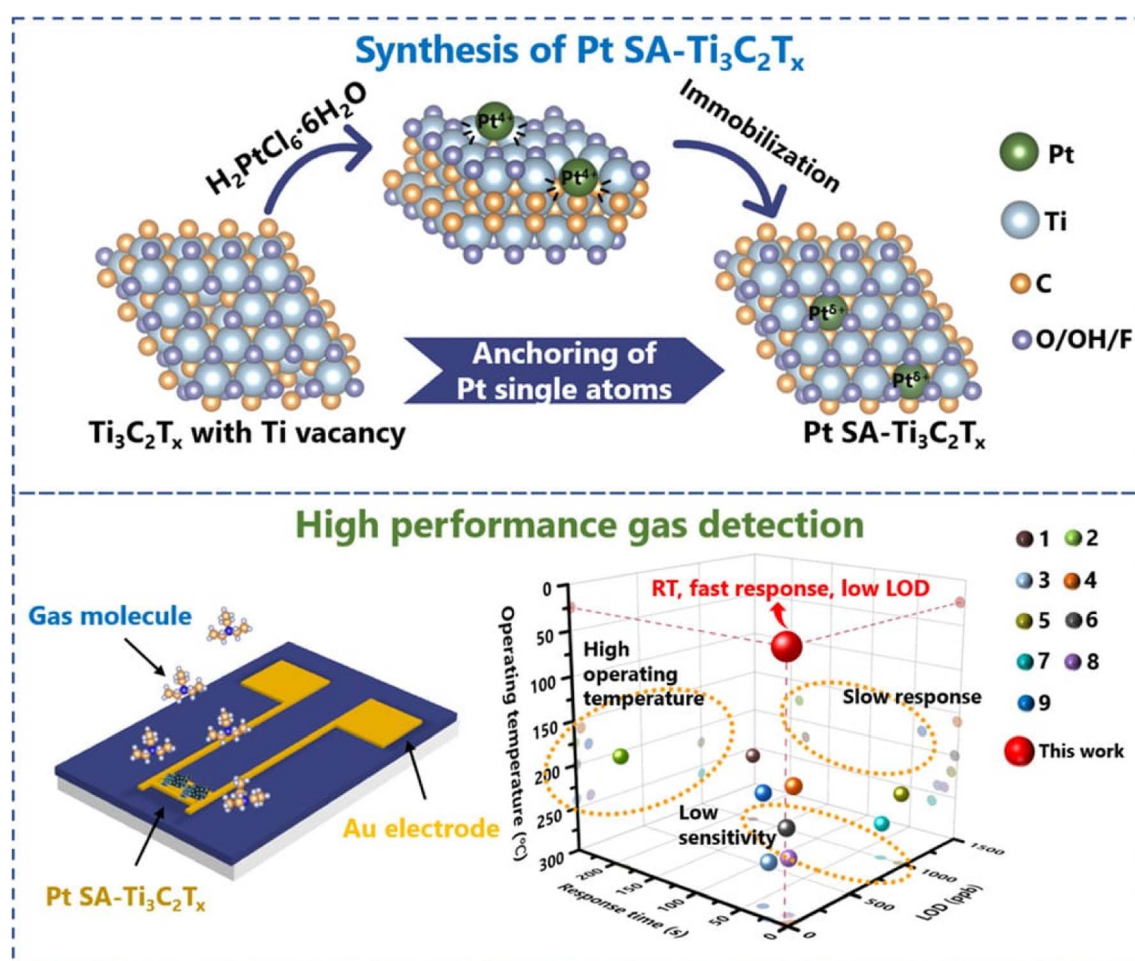 Synthesis of Pt SA-Ti₃C₂Tₓ
H₂PtCl₆·6H₂O
Pt⁴⁺
Pt⁴⁺
Immobilization
Pt
Ti
C
O/OH/F
Anchoring of
Pt single atoms
Ptᵟ⁺
Ptᵟ⁺
Ti₃C₂Tₓ with Ti vacancy
Pt SA-Ti₃C₂Tₓ
High performance gas detection
Gas molecule
Au electrode
Pt SA-Ti₃C₂Tₓ
RT, fast response, low LOD
High
operating
temperature
Slow response
Low
sensitivity
Operating temperature (℃)
0
50
100
150
200
250
300
Response time (s)
200
150
100
50
0
LOD (ppb)
0
500
1000
1500
1 2
3 4
5 6
7 8
9
This work